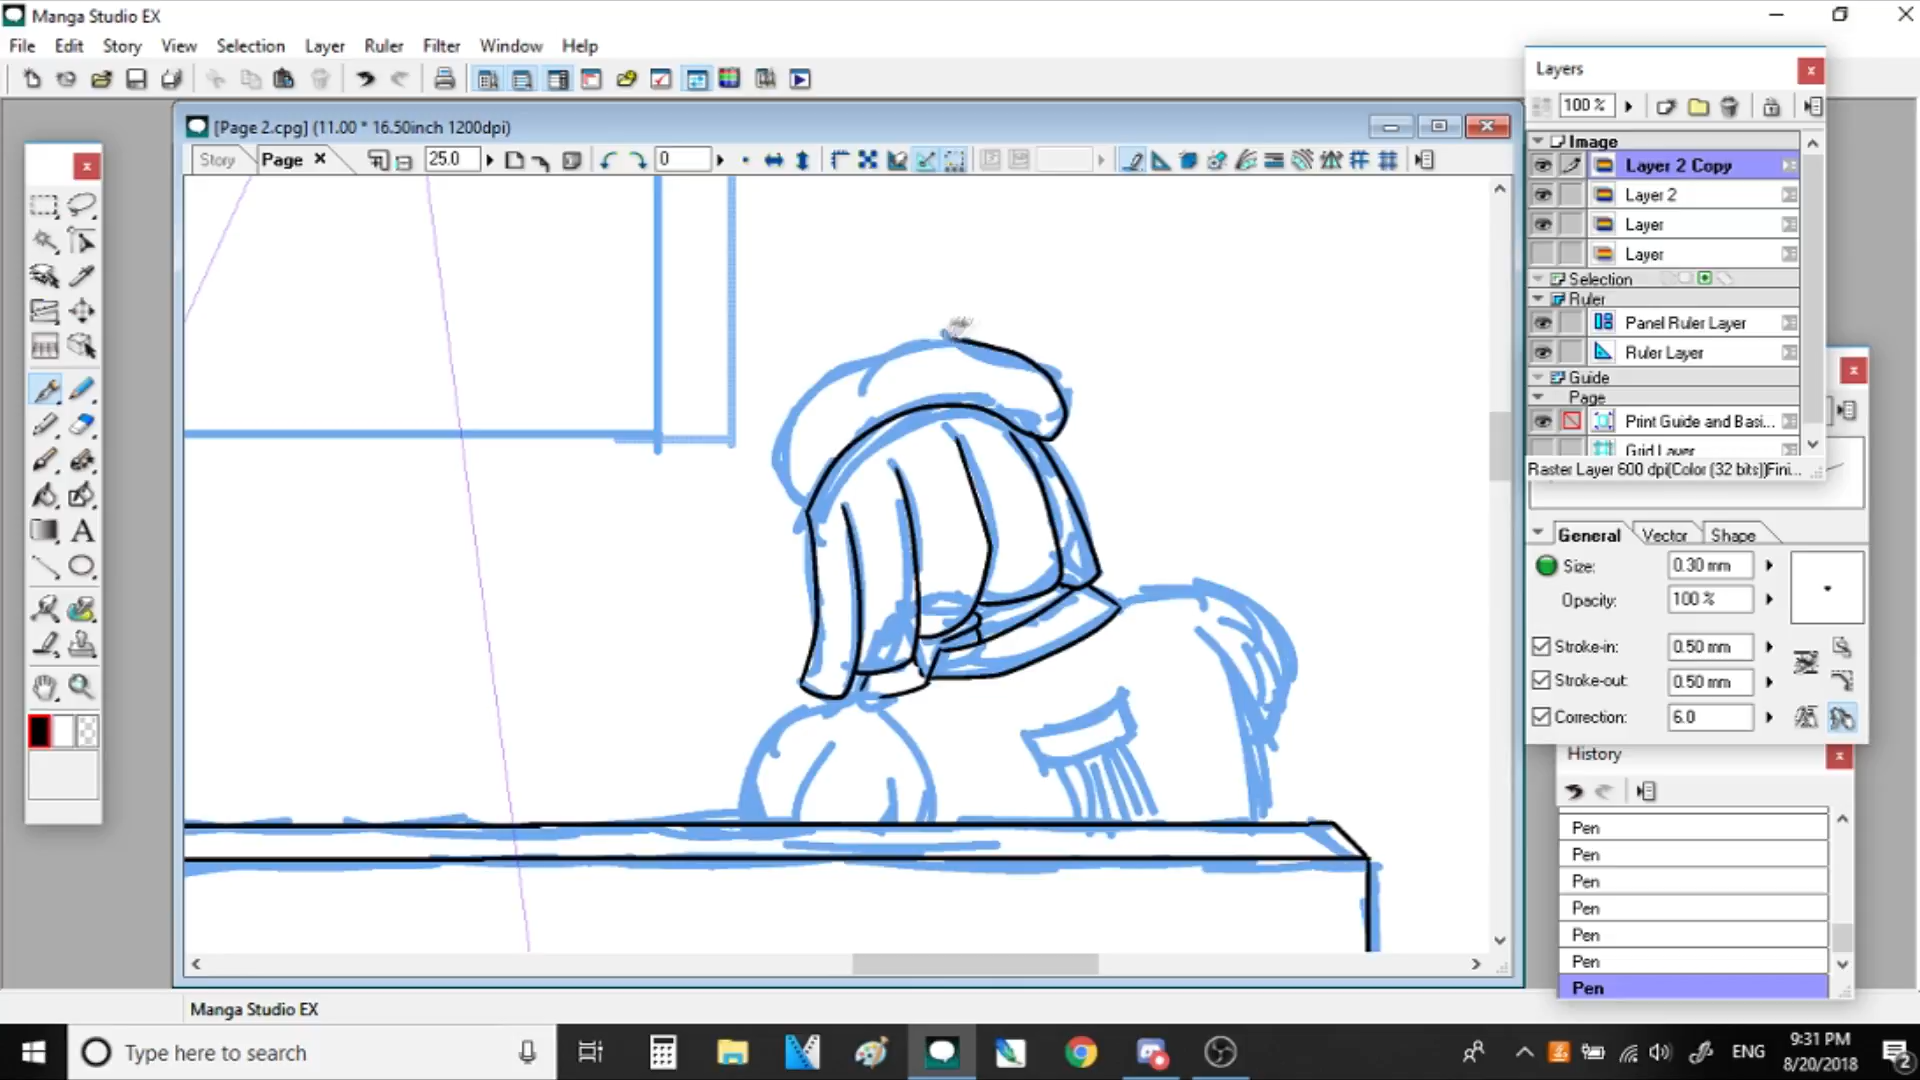 Manga Studio EX
File Edit Story View Selection Layer Ruler Filter Window Help
[Page 2.cpg] (11.00 * 16.50inch 1200dpi)
Story Page 25.0 0
Layers
100 %
Image
Layer 2 Copy
Layer 2
Layer
Layer
Selection
Ruler
Panel Ruler Layer
Ruler Layer
Guide
Page
Print Guide and Basi...
Grid Layer
Raster Layer 600 dpi(Color (32 bits))Fini...
General Vector Shape
Size: 0.30 mm
Opacity: 100 %
Stroke-in: 0.50 mm
Stroke-out: 0.50 mm
Correction: 6.0
History
Pen
Pen
Pen
Pen
Pen
Pen
Pen
Manga Studio EX
Type here to search
ENG
9:31 PM
8/20/2018
2